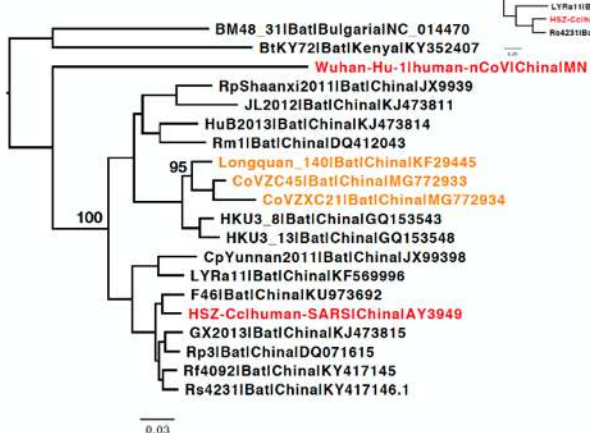 LYRa11|B
HSZ-Cc|h
Rs4231|Ba
BM48_31|Bat|Bulgaria|NC_014470
BtKY72|Bat|Kenya|KY352407
Wuhan-Hu-1|human-nCoV|China|MN
RpShaanxi2011|Bat|China|JX9939
JL2012|Bat|China|KJ473811
HuB2013|Bat|China|KJ473814
Rm1|Bat|China|DQ412043
95
Longquan_140|Bat|China|KF29445
CoVZC45|Bat|China|MG772933
CoVZXC21|Bat|China|MG772934
100
HKU3_8|Bat|China|GQ153543
HKU3_13|Bat|China|GQ153548
CpYunnan2011|Bat|China|JX99398
LYRa11|Bat|China|KF569996
F46|Bat|China|KU973692
HSZ-Cc|human-SARS|China|AY3949
GX2013|Bat|China|KJ473815
Rp3|Bat|China|DQ071615
Rf4092|Bat|China|KY417145
Rs4231|Bat|China|KY417146.1
0.03